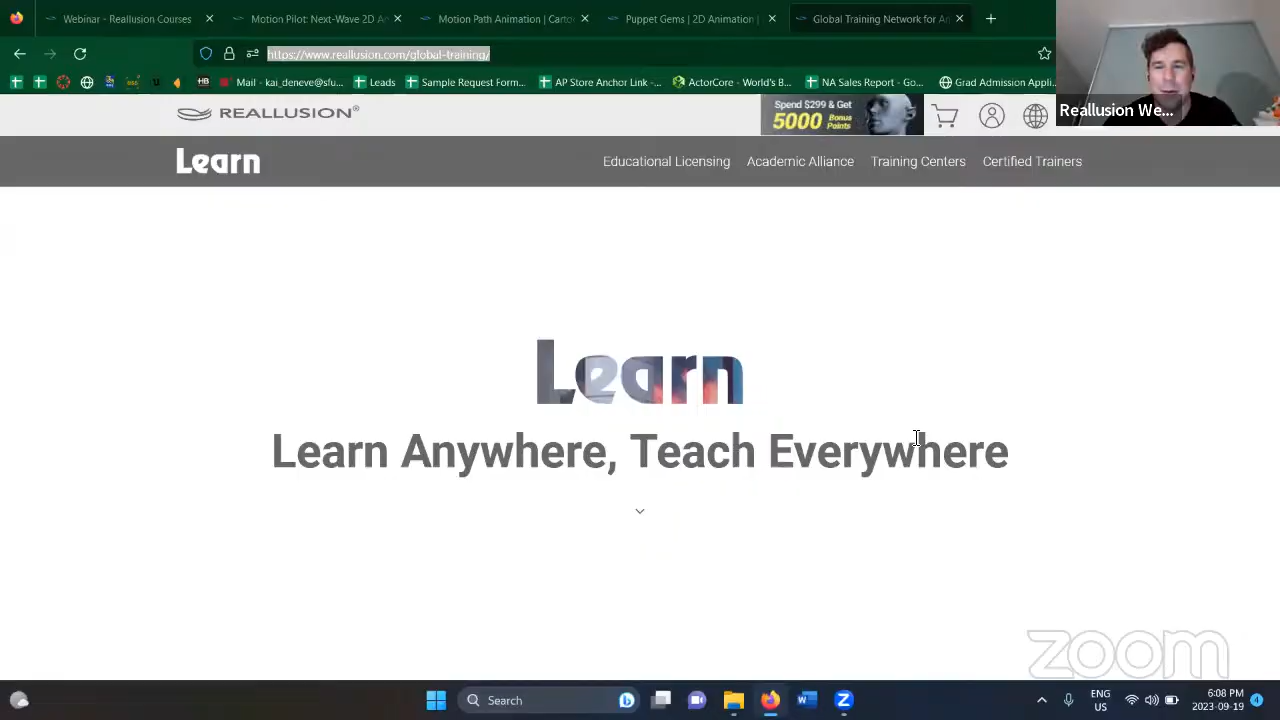 Webinar - Reallusion Courses
Motion Pilot: Next-Wave 2D An
Motion Path Animation | Carto
Puppet Gems | 2D Animation |
Global Training Network for An
https://www.reallusion.com/global-training/
Mail - kai_deneve@sfu...
Leads
Sample Request Form...
AP Store Anchor Link -...
ActorCore - World's B...
NA Sales Report - Go...
Grad Admission Appli...
HB
REALLUSION®
Spend $299 & Get
5000 Bonus Points
Reallusion We...
Learn
Educational Licensing
Academic Alliance
Training Centers
Certified Trainers
Learn
Learn Anywhere, Teach Everywhere
zoom
Search
ENG
US
6:08 PM
2023-09-19
4